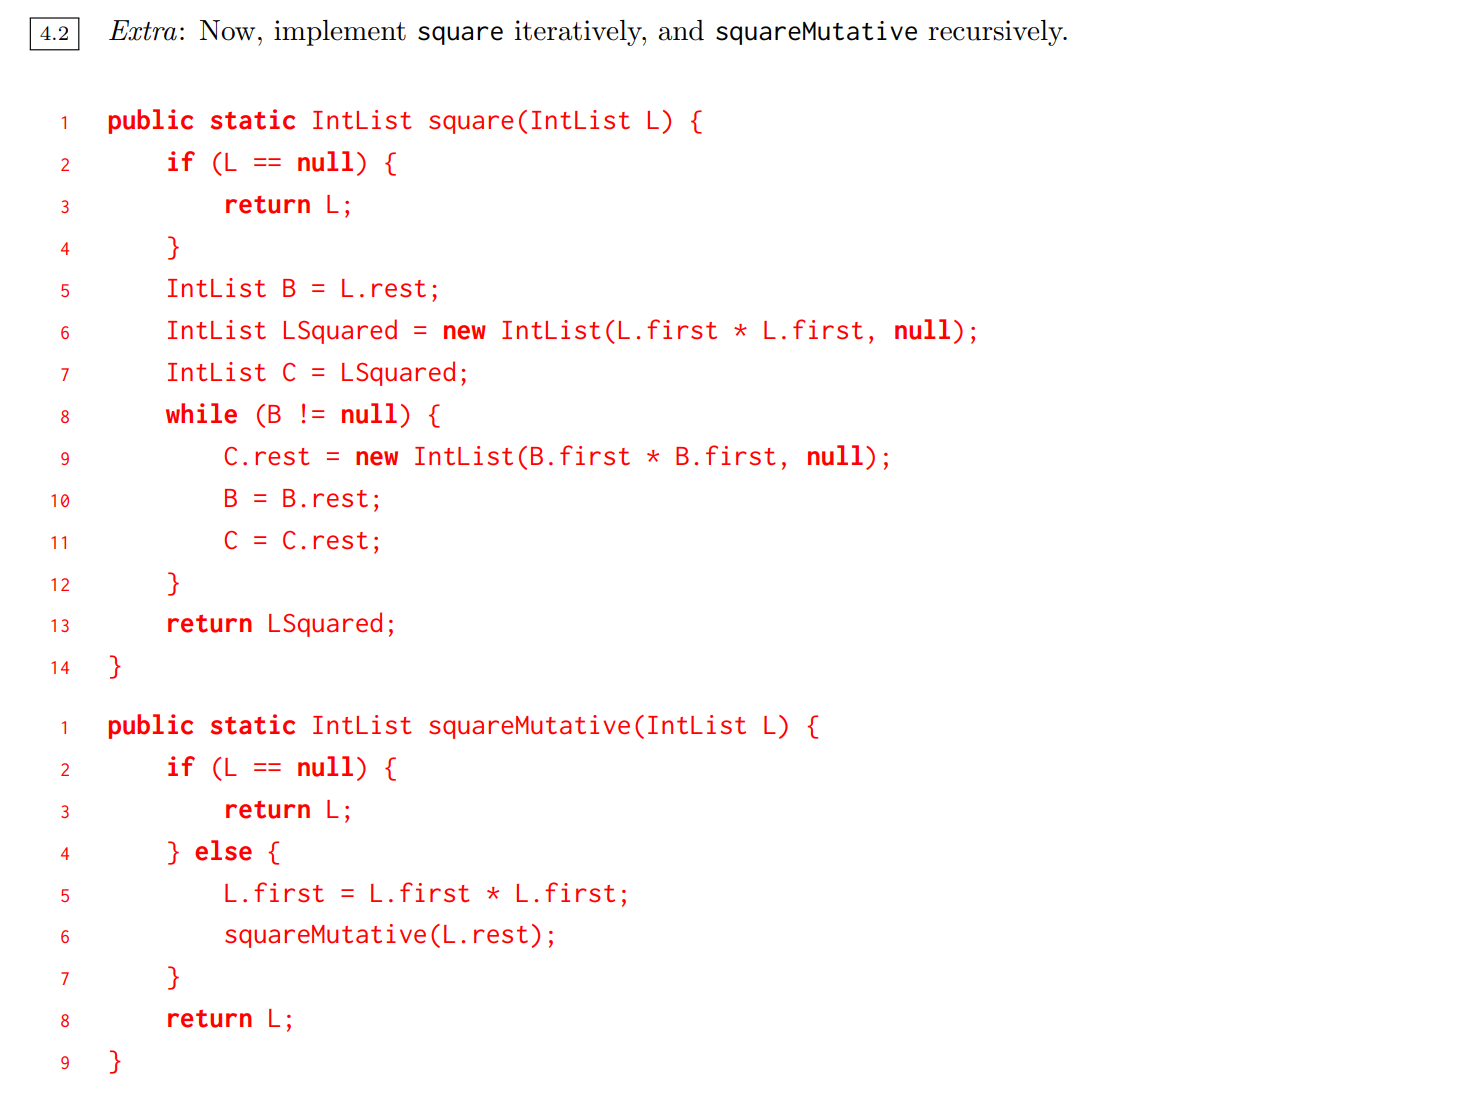 4.2 Extra: Now, implement square iteratively, and squareMutative recursively.
1 public static IntList square(IntList L) {
2 if (L == null) {
3 return L;
4 }
5 IntList B = L.rest;
6 IntList LSquared = new IntList(L.first * L.first, null);
7 IntList C = LSquared;
8 while (B != null) {
9 C.rest = new IntList(B.first * B.first, null);
10 B = B.rest;
11 C = C.rest;
12 }
13 return LSquared;
14 }
1 public static IntList squareMutative(IntList L) {
2 if (L == null) {
3 return L;
4 } else {
5 L.first = L.first * L.first;
6 squareMutative(L.rest);
7 }
8 return L;
9 }